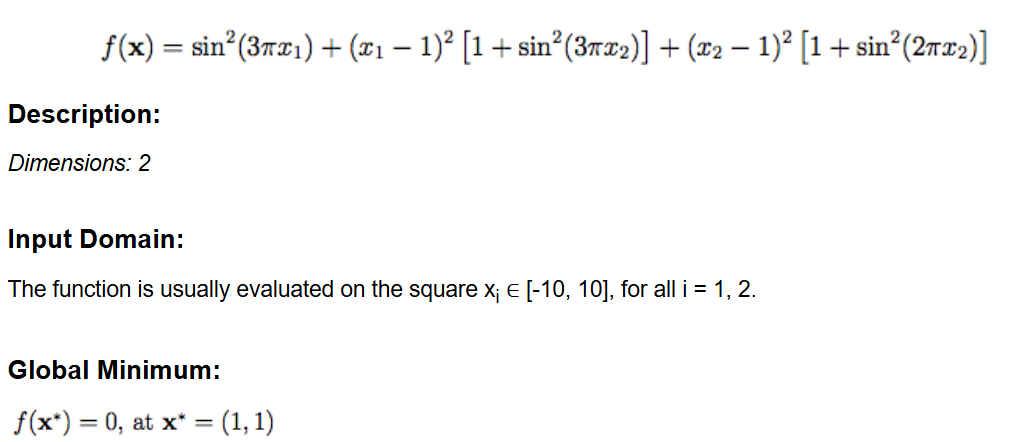 f(x) = sin²(3πx₁) + (x₁ − 1)² [1 + sin²(3πx₂)] + (x₂ − 1)² [1 + sin²(2πx₂)]
Description:
Dimensions: 2
Input Domain:
The function is usually evaluated on the square xᵢ ∈ [-10, 10], for all i = 1, 2.
Global Minimum:
f(x*) = 0, at x* = (1, 1)